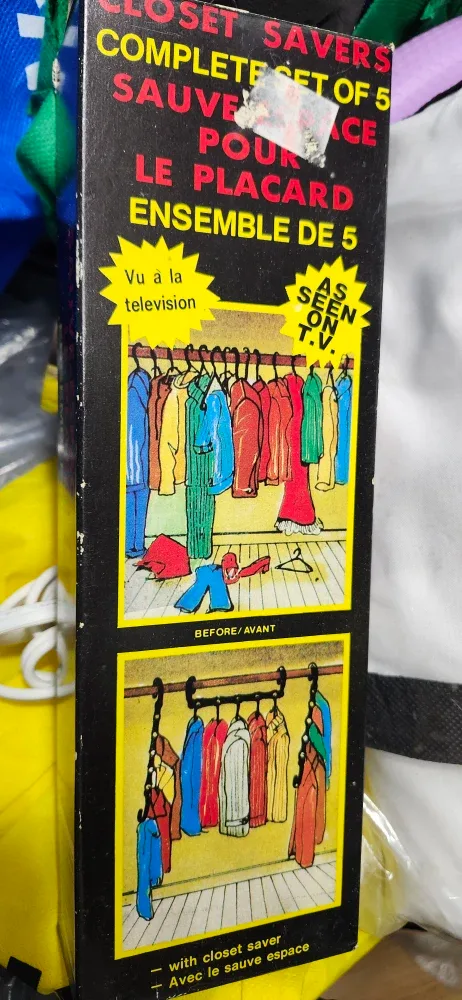 CLOSET SAVERS
COMPLETE SET OF 5
SAUVE
POUR
LE PLACARD
ENSEMBLE DE 5
Vu à la
television
AS
SEEN
ON
T.V.
BEFORE/AVANT
— with closet saver
— Avec le sauve espace